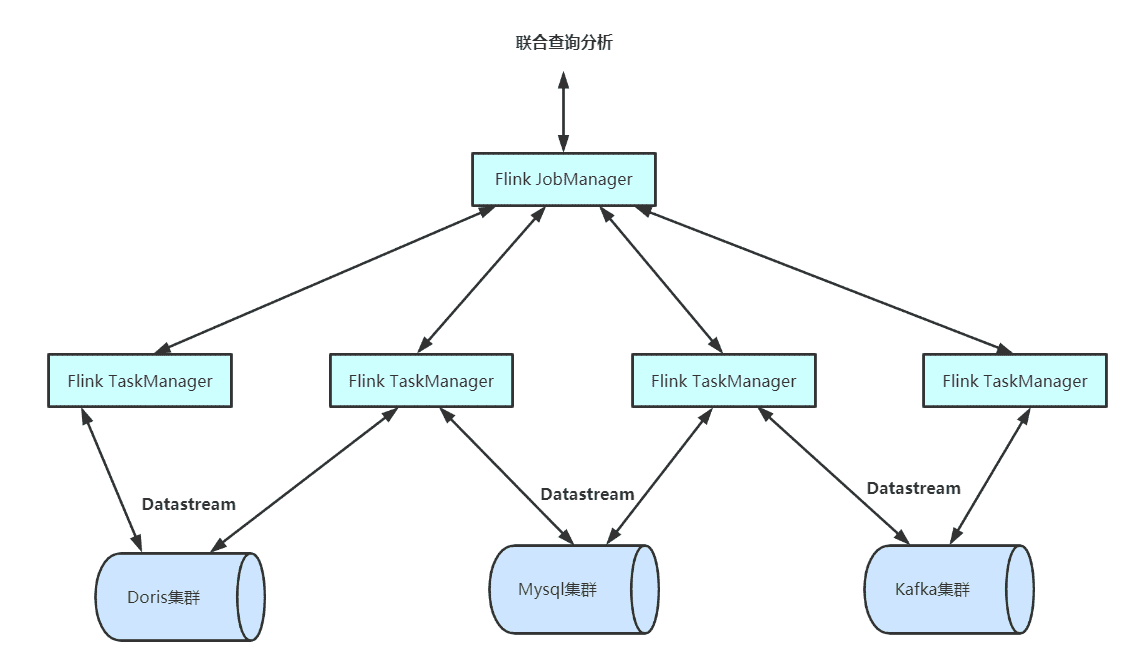 联合查询分析
Flink JobManager
Flink TaskManager
Flink TaskManager
Flink TaskManager
Flink TaskManager
Datastream
Datastream
Datastream
Doris集群
Mysql集群
Kafka集群